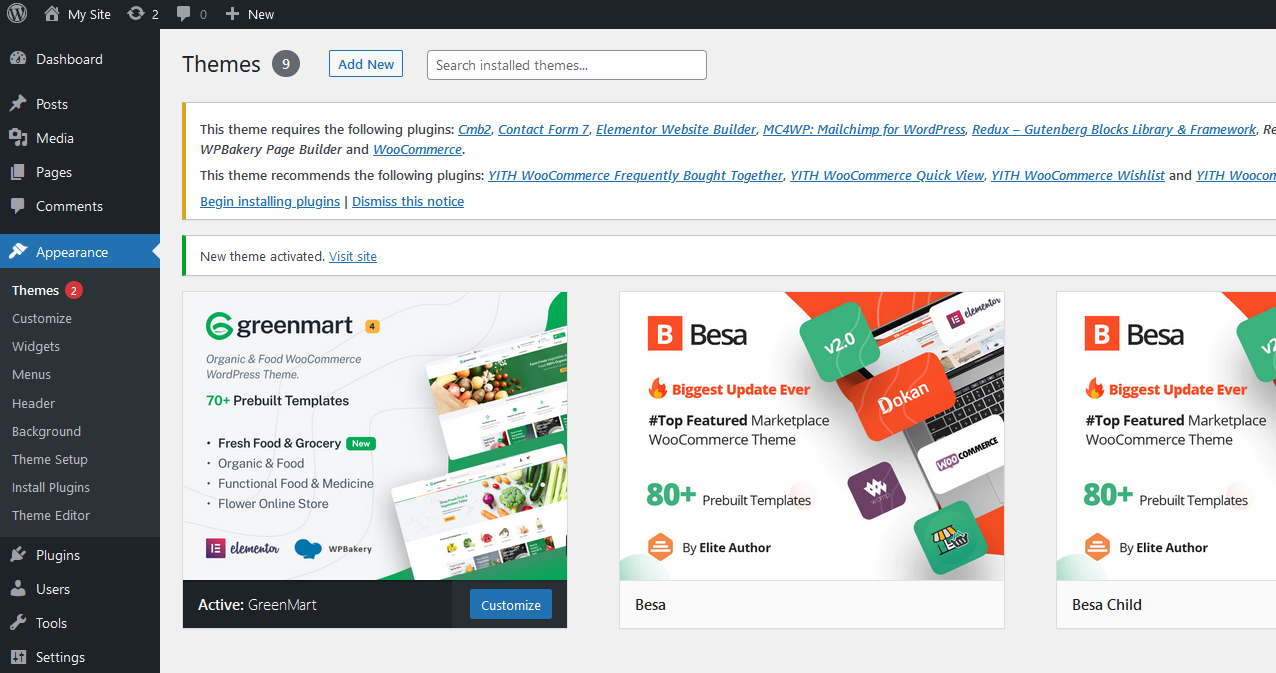 My Site 2 0 New
Dashboard
Posts
Media
Pages
Comments
Appearance
Themes 2
Customize
Widgets
Menus
Header
Background
Theme Setup
Install Plugins
Theme Editor
Plugins
Users
Tools
Settings
Themes 9 Add New Search installed themes...
This theme requires the following plugins: Cmb2, Contact Form 7, Elementor Website Builder, MC4WP: Mailchimp for WordPress, Redux – Gutenberg Blocks Library & Framework, Re
WPBakery Page Builder and WooCommerce.
This theme recommends the following plugins: YITH WooCommerce Frequently Bought Together, YITH WooCommerce Quick View, YITH WooCommerce Wishlist and YITH Woocom
Begin installing plugins | Dismiss this notice
New theme activated. Visit site
greenmart 4
Organic & Food WooCommerce
WordPress Theme.
70+ Prebuilt Templates
• Fresh Food & Grocery New
• Organic & Food
• Functional Food & Medicine
• Flower Online Store
elementor WPBakery
Active: GreenMart Customize
B Besa
v2.0
elementor
Biggest Update Ever
Dokan
#Top Featured Marketplace
WooCommerce Theme
WOO COMMERCE
80+ Prebuilt Templates
By Elite Author
Besa
B Besa
v2
Biggest Update Ever
#Top Featured Marketplace
WooCommerce Theme
80+ Prebuilt Templates
By Elite Author
Besa Child